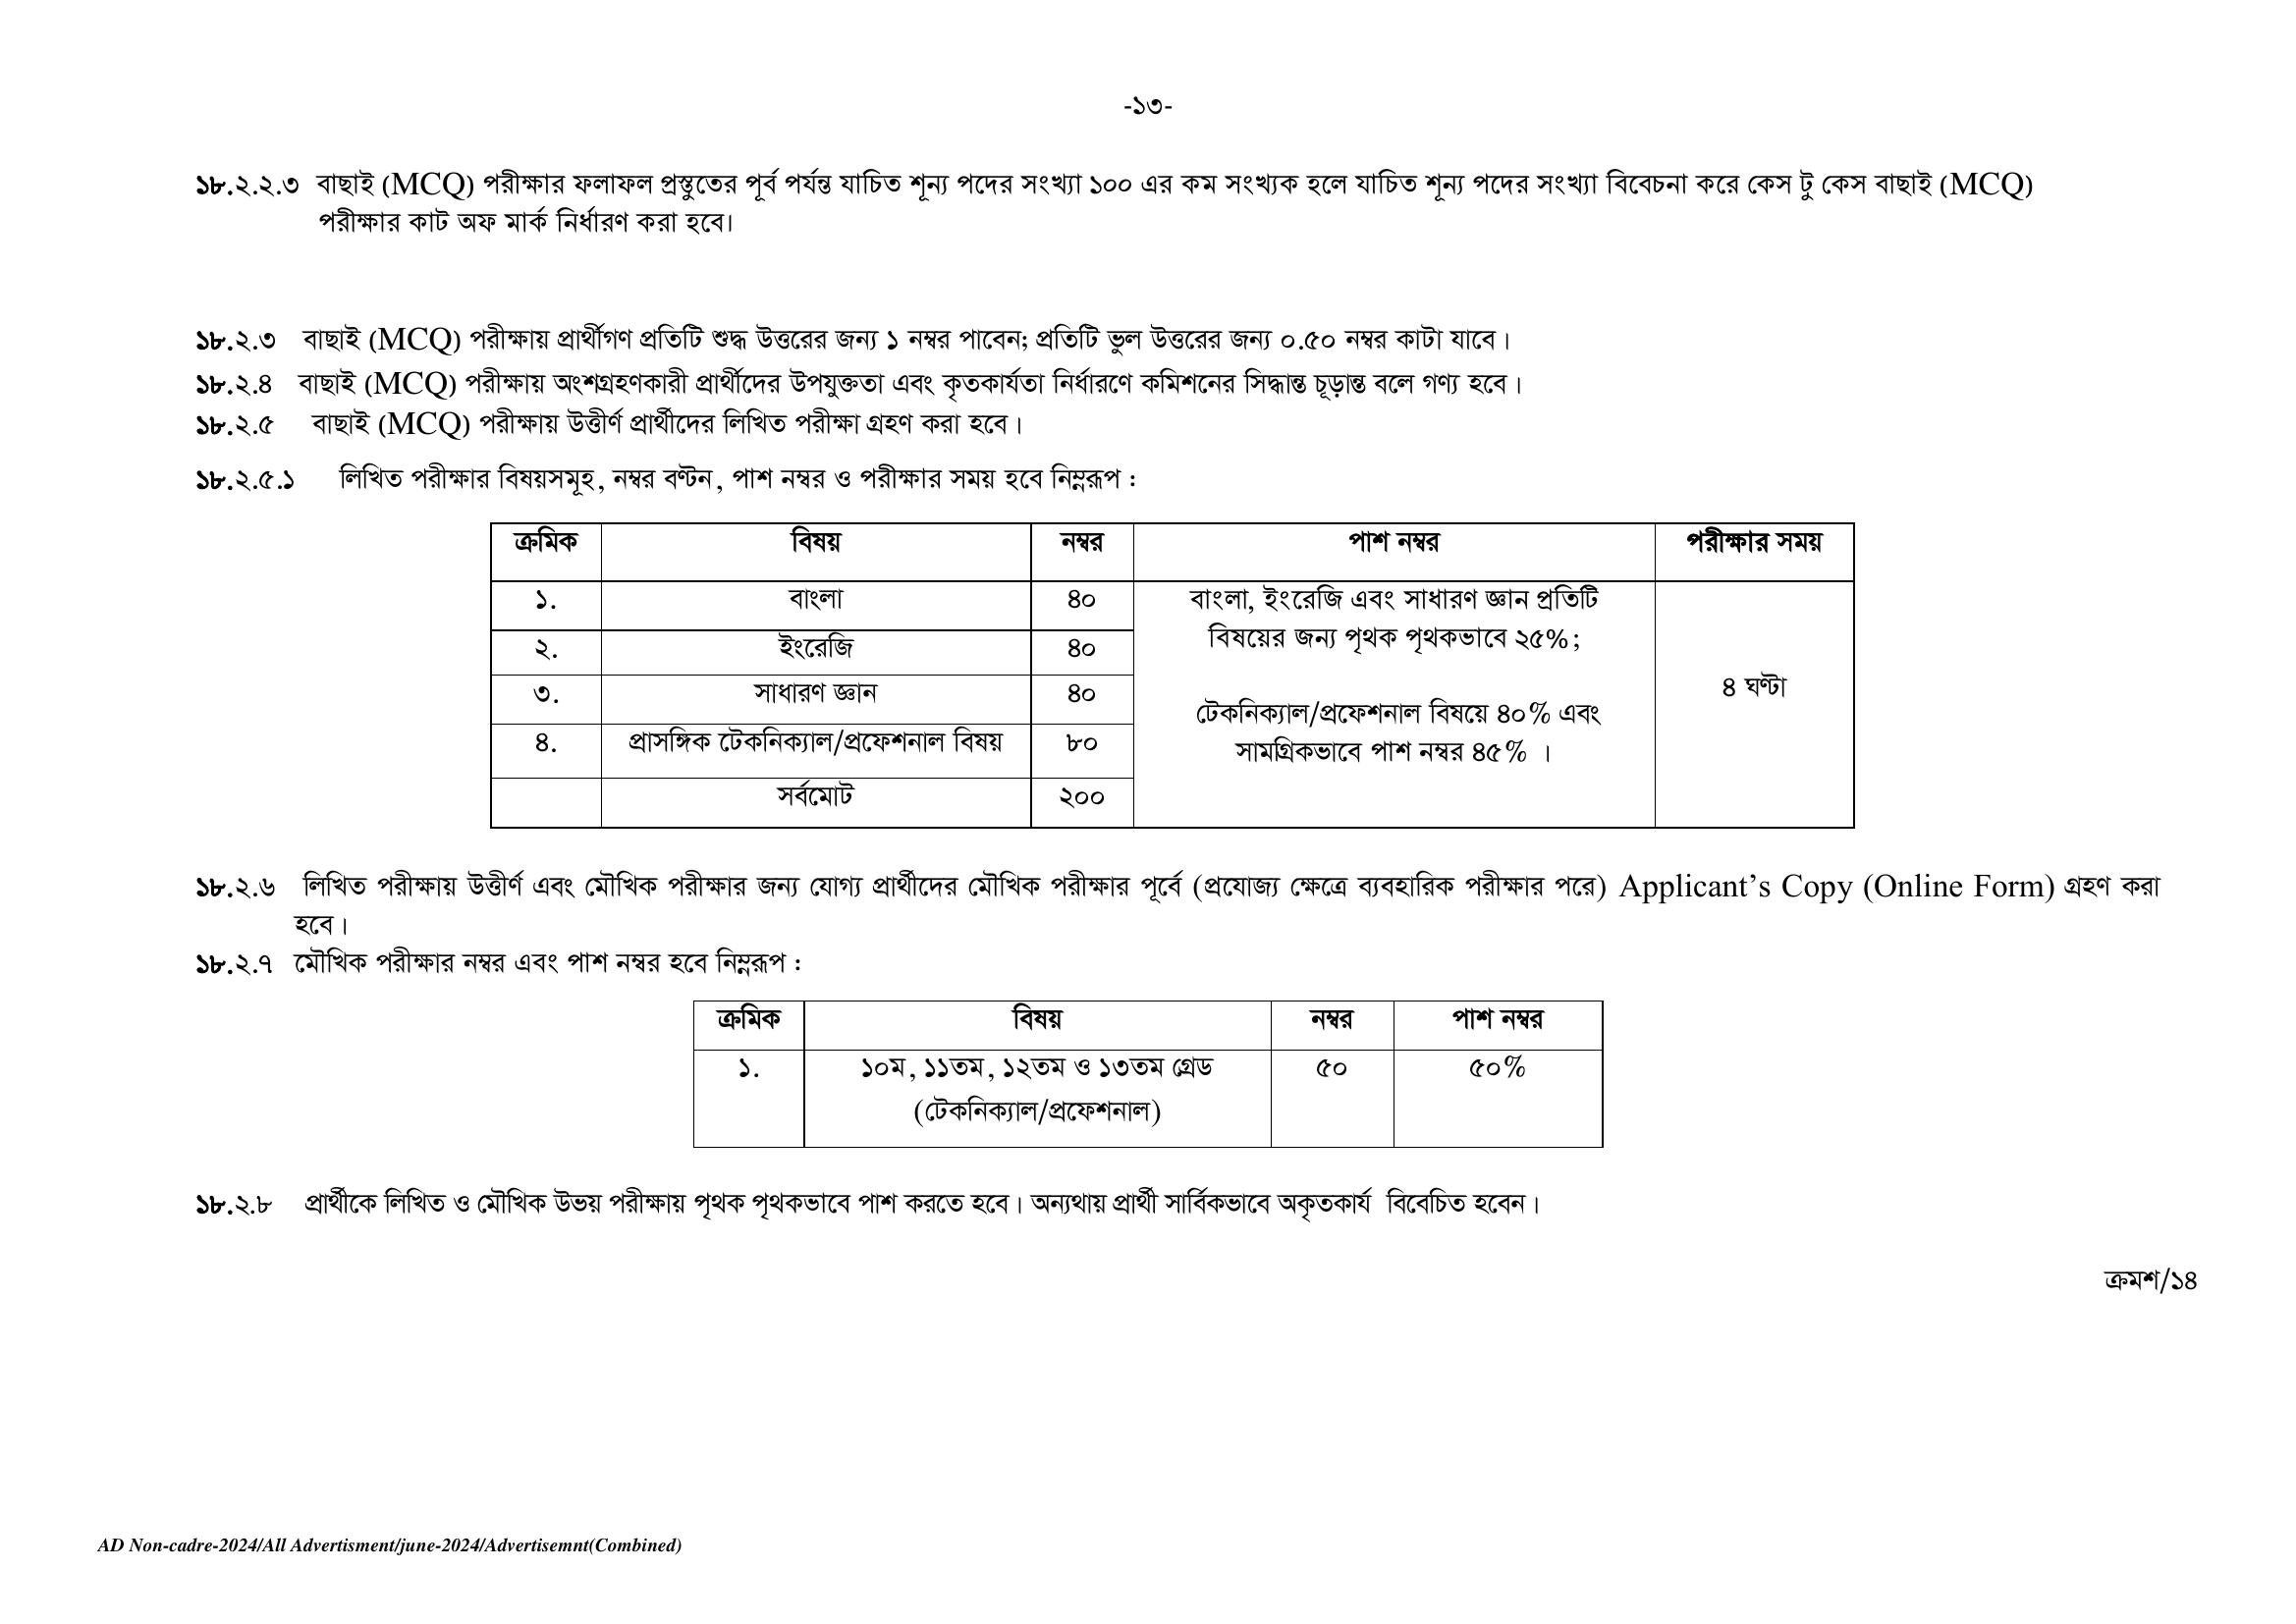 -১৩-
১৮.২.২.৩ বাছাই (MCQ) পরীক্ষার ফলাফল প্রস্তুতের পূর্ব পর্যন্ত যাচিত শূন্য পদের সংখ্যা ১০০ এর কম সংখ্যক হলে যাচিত শূন্য পদের সংখ্যা বিবেচনা করে কেস টু কেস বাছাই (MCQ)
পরীক্ষার কাট অফ মার্ক নির্ধারণ করা হবে।
১৮.২.৩ বাছাই (MCQ) পরীক্ষায় প্রার্থীগণ প্রতিটি শুদ্ধ উত্তরের জন্য ১ নম্বর পাবেন; প্রতিটি ভুল উত্তরের জন্য ০.৫০ নম্বর কাটা যাবে।
১৮.২.৪ বাছাই (MCQ) পরীক্ষায় অংশগ্রহণকারী প্রার্থীদের উপযুক্ততা এবং কৃতকার্যতা নির্ধারণে কমিশনের সিদ্ধান্ত চূড়ান্ত বলে গণ্য হবে।
১৮.২.৫ বাছাই (MCQ) পরীক্ষায় উত্তীর্ণ প্রার্থীদের লিখিত পরীক্ষা গ্রহণ করা হবে।
১৮.২.৫.১ লিখিত পরীক্ষার বিষয়সমূহ, নম্বর বণ্টন, পাশ নম্বর ও পরীক্ষার সময় হবে নিম্নরূপ :
ক্রমিক বিষয় নম্বর পাশ নম্বর পরীক্ষার সময়
১. বাংলা ৪০ বাংলা, ইংরেজি এবং সাধারণ জ্ঞান প্রতিটি
বিষয়ের জন্য পৃথক পৃথকভাবে ২৫%;
২. ইংরেজি ৪০
৩. সাধারণ জ্ঞান ৪০ ৪ ঘণ্টা
টেকনিক্যাল/প্রফেশনাল বিষয়ে ৪০% এবং
৪. প্রাসঙ্গিক টেকনিক্যাল/প্রফেশনাল বিষয় ৮০ সামগ্রিকভাবে পাশ নম্বর ৪৫% ।
সর্বমোট ২০০
১৮.২.৬ লিখিত পরীক্ষায় উত্তীর্ণ এবং মৌখিক পরীক্ষার জন্য যোগ্য প্রার্থীদের মৌখিক পরীক্ষার পূর্বে (প্রযোজ্য ক্ষেত্রে ব্যবহারিক পরীক্ষার পরে) Applicant’s Copy (Online Form) গ্রহণ করা
হবে।
১৮.২.৭ মৌখিক পরীক্ষার নম্বর এবং পাশ নম্বর হবে নিম্নরূপ :
ক্রমিক বিষয় নম্বর পাশ নম্বর
১. ১০ম, ১১তম, ১২তম ও ১৩তম গ্রেড ৫০ ৫০%
(টেকনিক্যাল/প্রফেশনাল)
১৮.২.৮ প্রার্থীকে লিখিত ও মৌখিক উভয় পরীক্ষায় পৃথক পৃথকভাবে পাশ করতে হবে। অন্যথায় প্রার্থী সার্বিকভাবে অকৃতকার্য বিবেচিত হবেন।
ক্রমশ/১৪
AD Non-cadre-2024/All Advertisment/june-2024/Advertisemnt(Combined)